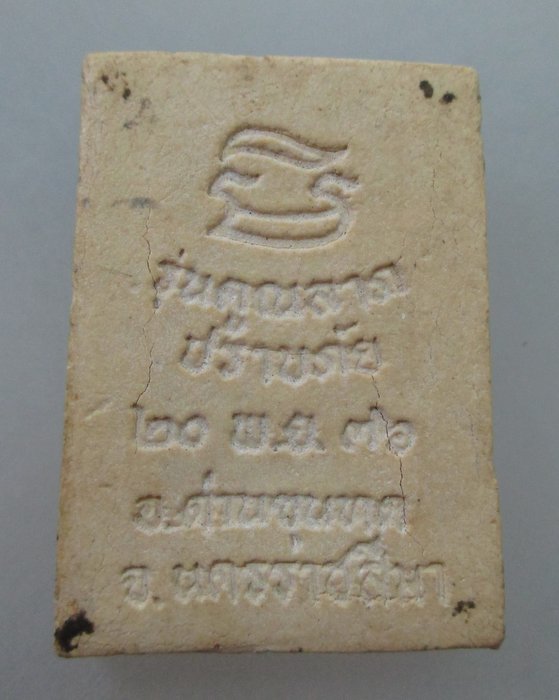 รุ่นคูณลาภ
ปราบภัย
๒๐ พ.ย. ๓๖
อ.ด่านขุนทด
จ.นครราชสีมา